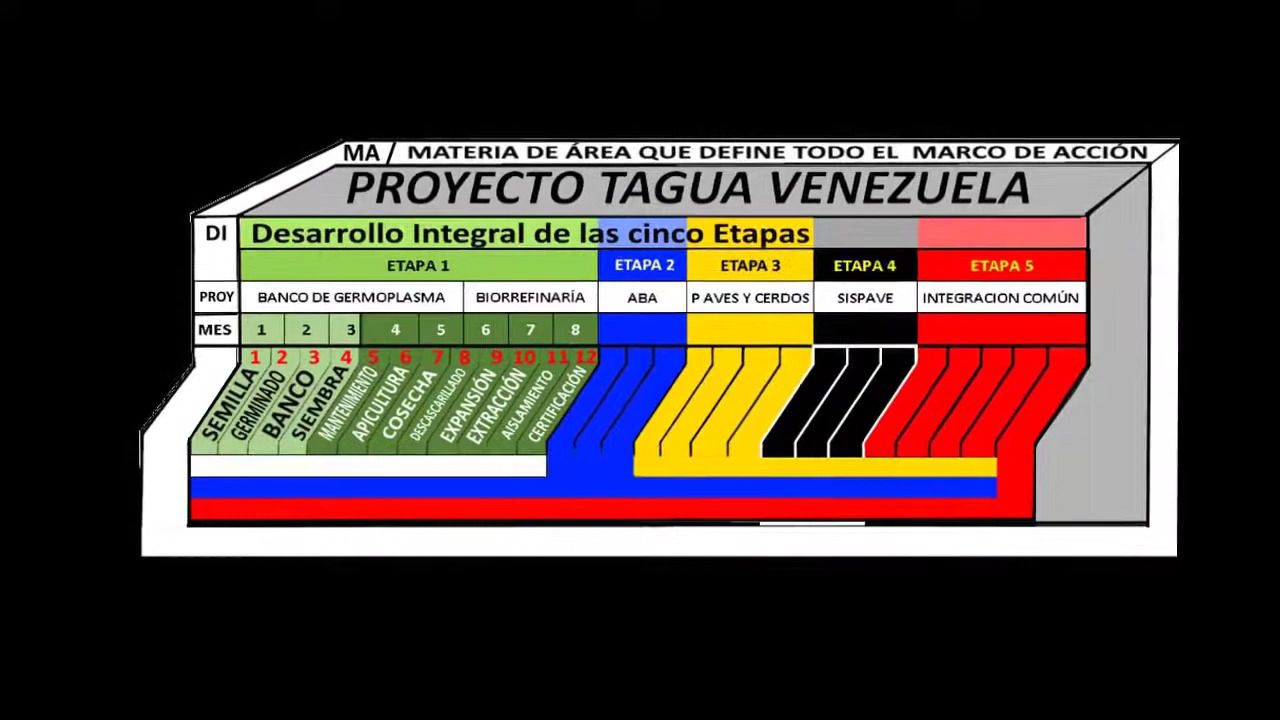 MA / MATERIA DE ÁREA QUE DEFINE TODO EL MARCO DE ACCIÓN
PROYECTO TAGUA VENEZUELA
DI Desarrollo Integral de las cinco Etapas
ETAPA 1 ETAPA 2 ETAPA 3 ETAPA 4 ETAPA 5
PROY BANCO DE GERMOPLASMA BIORREFINARÍA ABA P AVES Y CERDOS SISPAVE INTEGRACION COMÚN
MES 1 2 3 4 5 6 7 8
1 2 3 4 5 6 7 8 9 10 11 12
SEMILLA
GERMINADO
BANCO
SIEMBRA
MANTENIMIENTO
APICULTURA
COSECHA
DESCASCARILADO
EXPANSIÓN
EXTRACCIÓN
AISLAMIENTO
CERTIFICACIÓN